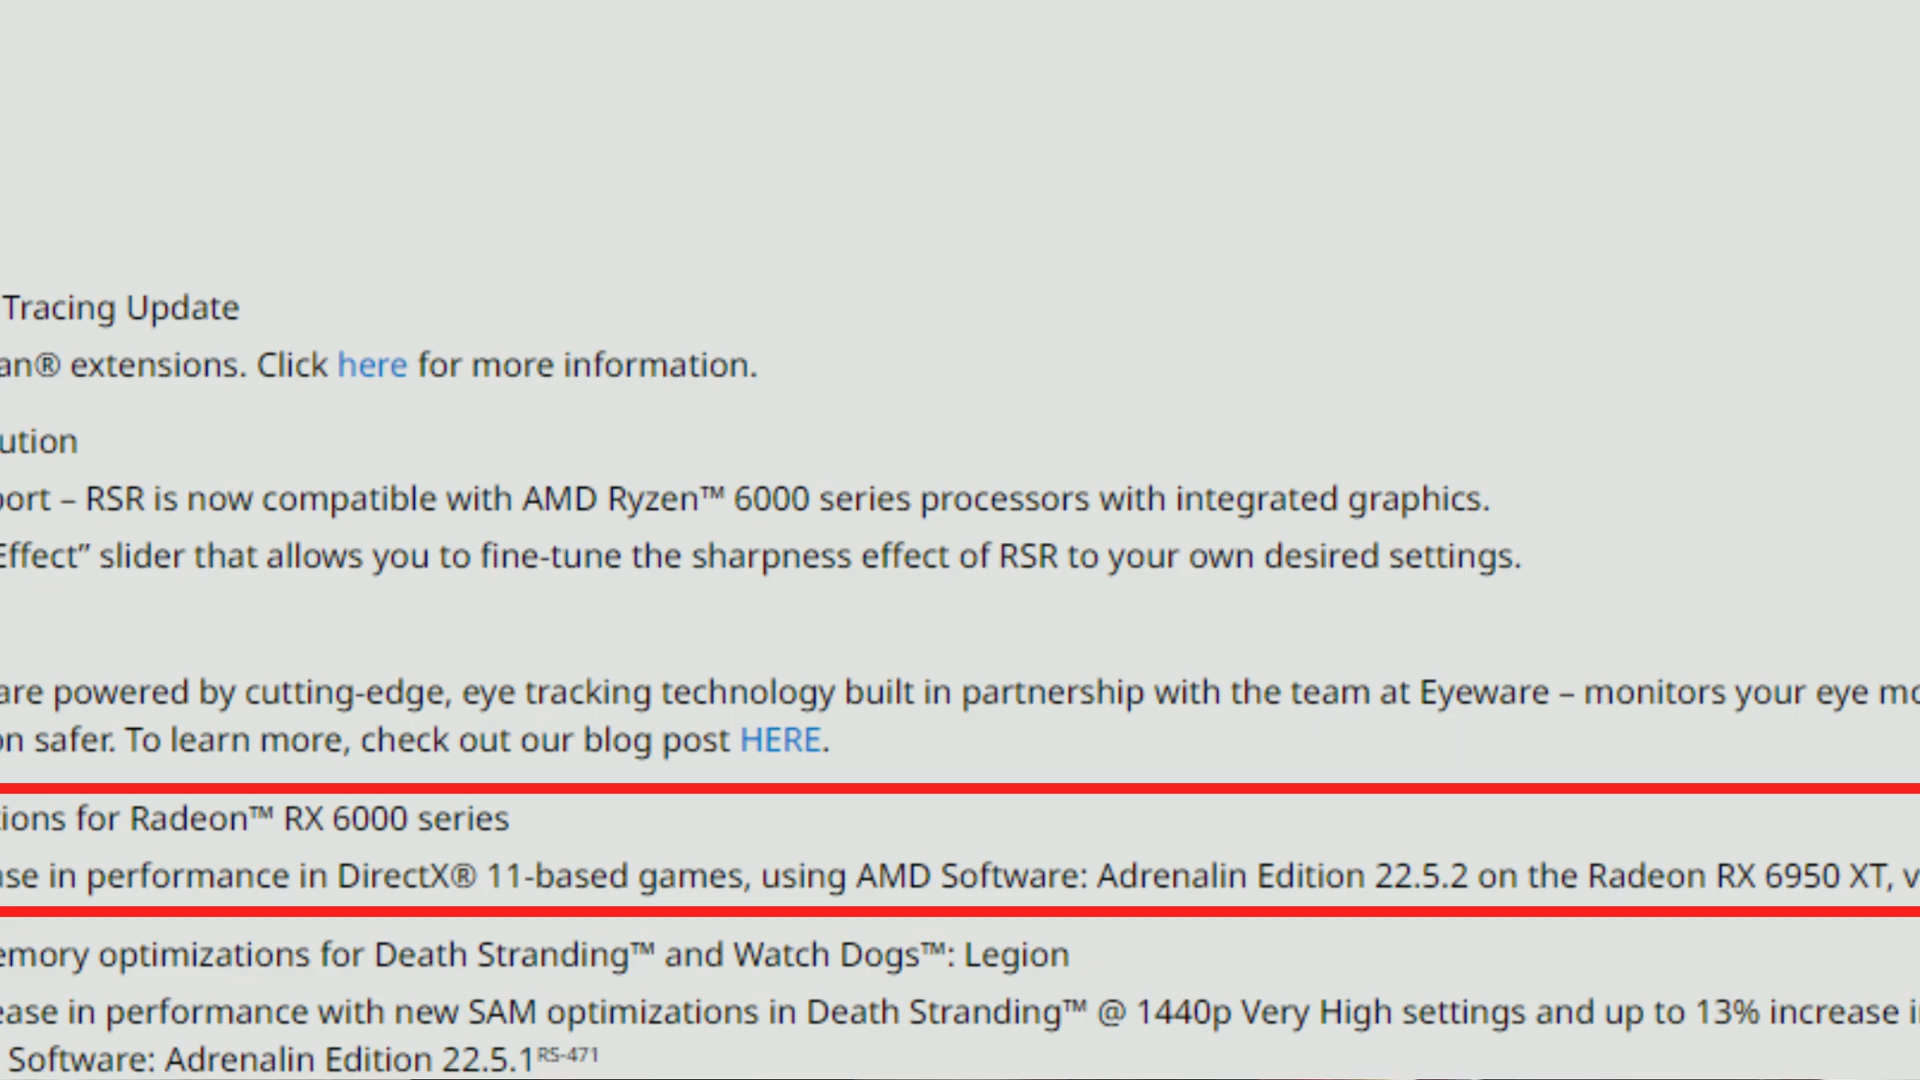 Tracing Update
an® extensions. Click here for more information.
ution
port – RSR is now compatible with AMD Ryzen™ 6000 series processors with integrated graphics.
Effect” slider that allows you to fine-tune the sharpness effect of RSR to your own desired settings.
are powered by cutting-edge, eye tracking technology built in partnership with the team at Eyeware – monitors your eye mo
on safer. To learn more, check out our blog post HERE.
tions for Radeon™ RX 6000 series
ase in performance in DirectX® 11-based games, using AMD Software: Adrenalin Edition 22.5.2 on the Radeon RX 6950 XT, v
emory optimizations for Death Stranding™ and Watch Dogs™: Legion
ease in performance with new SAM optimizations in Death Stranding™ @ 1440p Very High settings and up to 13% increase i
Software: Adrenalin Edition 22.5.1RS-471